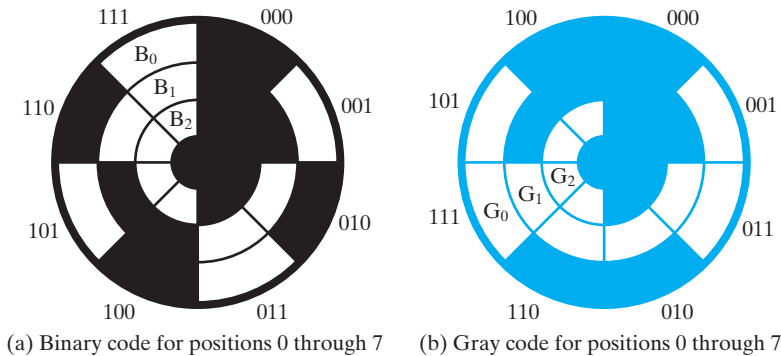 111 000
B0
B1
B2
110 001
101 010
100 011
(a) Binary code for positions 0 through 7
100 000
101 001
G2
G1
G0
111 011
110 010
(b) Gray code for positions 0 through 7